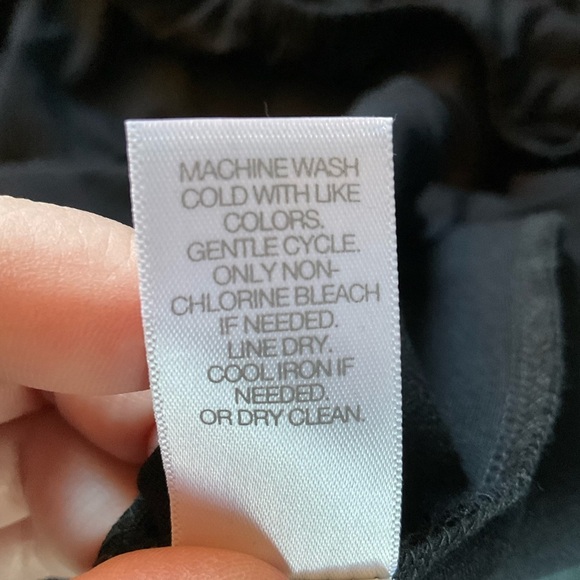 MACHINE WASH
COLD WITH LIKE
COLORS.
GENTLE CYCLE.
ONLY NON-
CHLORINE BLEACH
IF NEEDED.
LINE DRY.
COOL IRON IF
NEEDED.
OR DRY CLEAN.